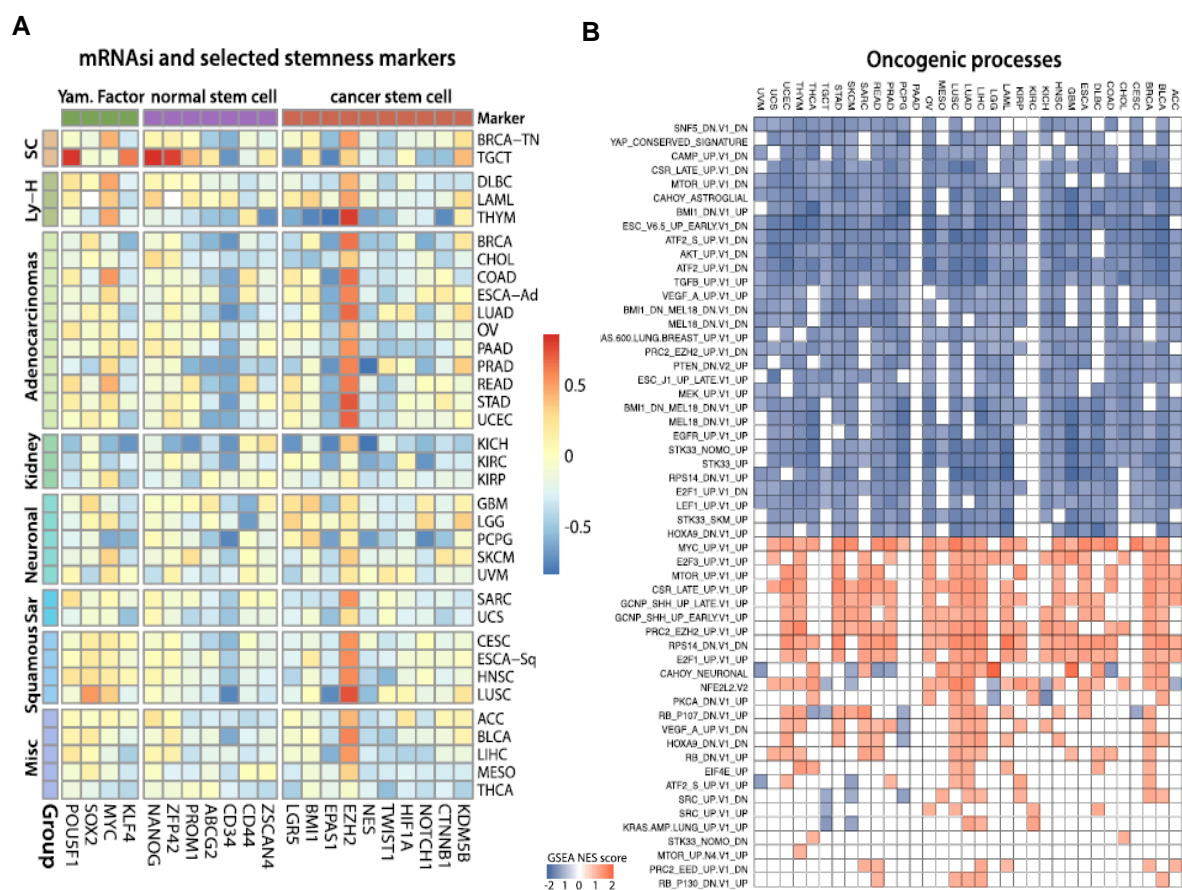 A
B
mRNAsi and selected stemness markers
Yam. Factor normal stem cell cancer stem cell
Marker
SC
BRCA-TN
TGCT
Ly-H
DLBC
LAML
THYM
Adenocarcinomas
BRCA
CHOL
COAD
ESCA-Ad
LUAD
OV
PAAD
PRAD
READ
STAD
UCEC
Kidney
KICH
KIRC
KIRP
Neuronal
GBM
LGG
PCPG
SKCM
UVM
Sar
SARC
UCS
Squamous
CESC
ESCA-Sq
HNSC
LUSC
Misc
ACC
BLCA
LIHC
MESO
THCA
Group
POU5F1
SOX2
MYC
KLF4
NANOG
ZFP42
PROM1
ABCG2
CD34
CD44
ZSCAN4
LGR5
BMI1
EPAS1
EZH2
NES
TWIST1
HIF1A
NOTCH1
CTNNB1
KDM5B
0.5
0
-0.5
Oncogenic processes
UVM
UCS
UCEC
THYM
THCA
TGCT
STAD
SKCM
SARC
READ
PRAD
PCPG
PAAD
OV
MESO
LUSC
LUAD
LIHC
LGG
LAML
KIRP
KIRC
KICH
HNSC
GBM
ESCA
DLBC
COAD
CHOL
CESC
BRCA
BLCA
ACC
SNF5_DN.V1_DN
YAP_CONSERVED_SIGNATURE
CAMP_UP.V1_DN
CSR_LATE_UP.V1_DN
MTOR_UP.V1_DN
CAHOY_ASTROGLIAL
BMI1_DN.V1_UP
ESC_V6.5_UP_EARLY.V1_DN
ATF2_S_UP.V1_DN
AKT_UP.V1_DN
ATF2_UP.V1_DN
TGFB_UP.V1_UP
VEGF_A_UP.V1_UP
BMI1_DN_MEL18_DN.V1_DN
MEL18_DN.V1_DN
IAS.600.LUNG.BREAST_UP.V1_UP
PRC2_EZH2_UP.V1_DN
PTEN_DN.V2_UP
ESC_J1_UP_LATE.V1_UP
MEK_UP.V1_UP
BMI1_DN_MEL18_DN.V1_UP
MEL18_DN.V1_UP
EGFR_UP.V1_UP
STK33_NOMO_UP
STK33_UP
RPS14_DN.V1_UP
E2F1_UP.V1_DN
LEF1_UP.V1_UP
STK33_SKM_UP
HOXA9_DN.V1_UP
MYC_UP.V1_UP
E2F3_UP.V1_UP
MTOR_UP.V1_UP
CSR_LATE_UP.V1_UP
GCNP_SHH_UP_LATE.V1_UP
GCNP_SHH_UP_EARLY.V1_UP
PRC2_EZH2_UP.V1_UP
RPS14_DN.V1_DN
E2F1_UP.V1_UP
CAHOY_NEURONAL
NFE2L2.V2
PKCA_DN.V1_UP
RB_P107_DN.V1_UP
VEGF_A_UP.V1_DN
HOXA9_DN.V1_DN
RB_DN.V1_UP
EIF4E_UP
ATF2_S_UP.V1_UP
SRC_UP.V1_DN
SRC_UP.V1_UP
KRAS.AMP.LUNG_UP.V1_UP
STK33_NOMO_DN
MTOR_UP.N4.V1_UP
PRC2_EED_UP.V1_DN
RB_P130_DN.V1_UP
GSEA NES score
-2 1 0 1 2